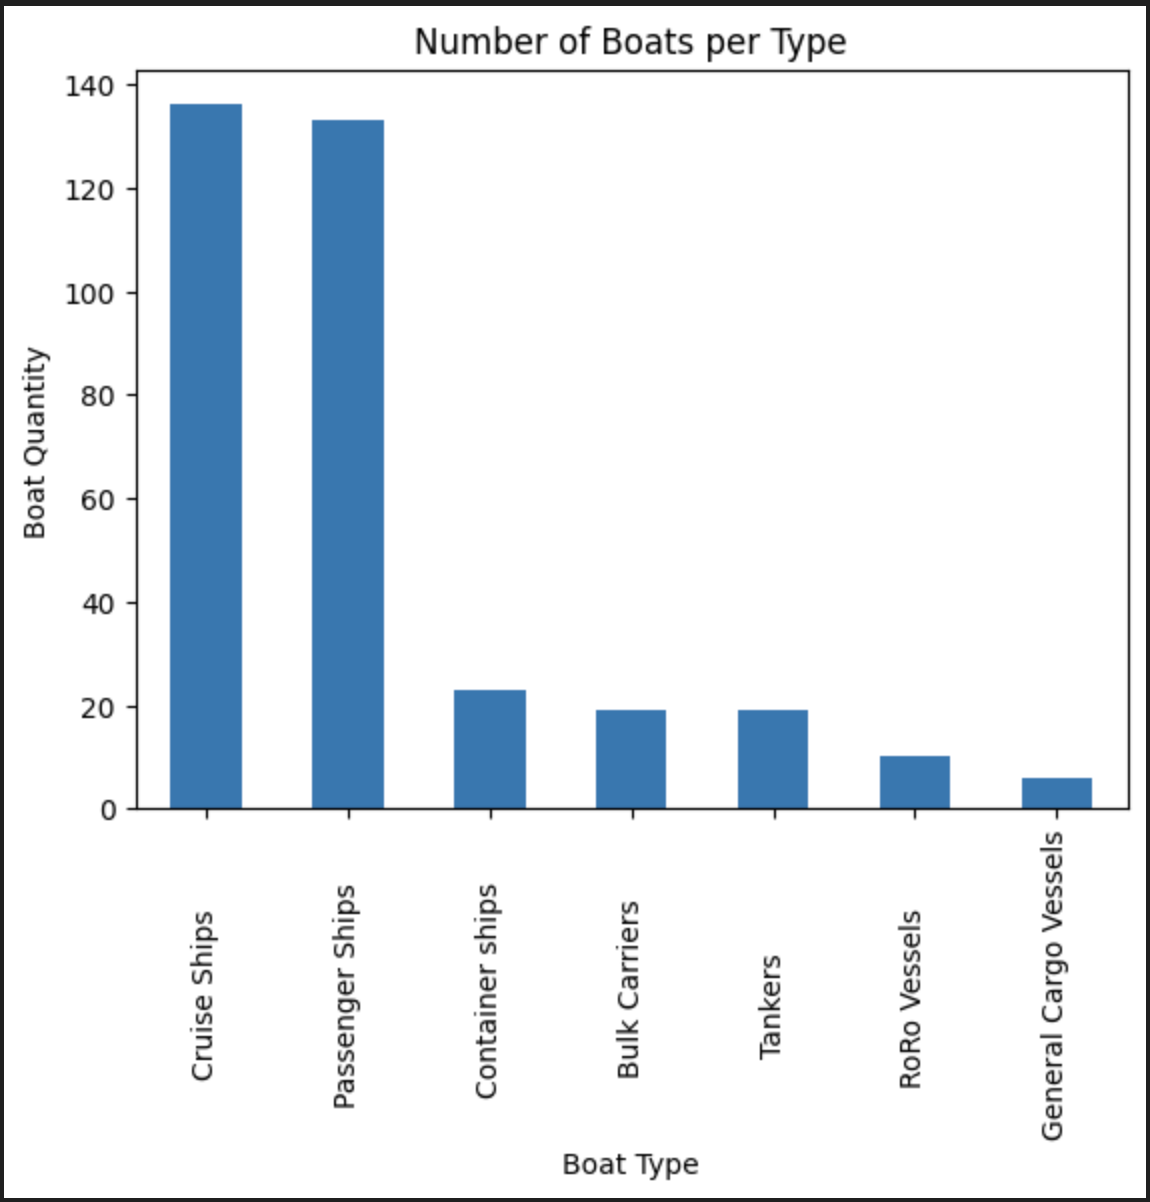 Number of Boats per Type
140
120
100
80
60
40
20
0
Boat Quantity
Cruise Ships
Passenger Ships
Container ships
Bulk Carriers
Tankers
RoRo Vessels
General Cargo Vessels
Boat Type